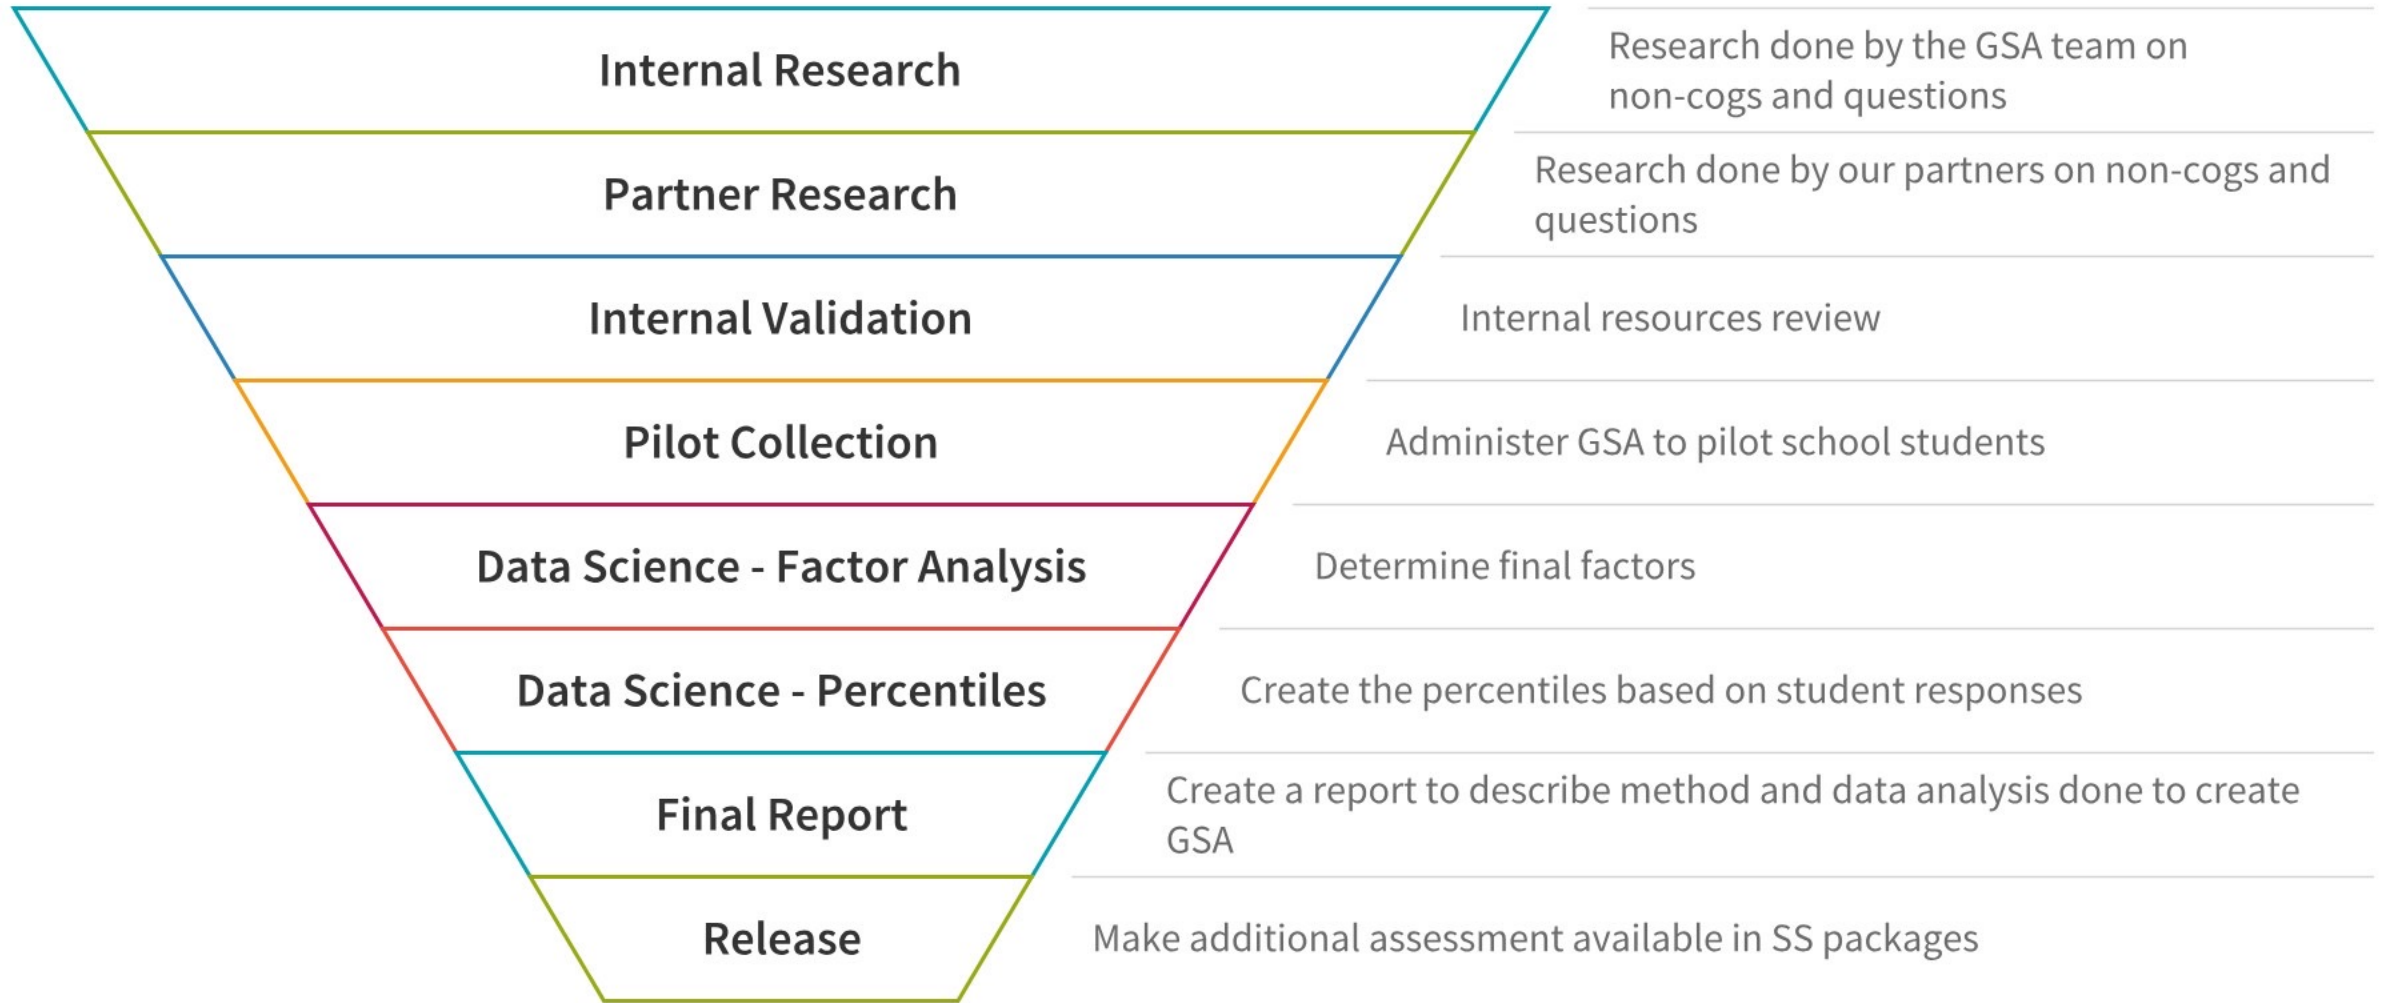 Internal Research
Research done by the GSA team on
non-cogs and questions
Partner Research
Research done by our partners on non-cogs and
questions
Internal Validation
Internal resources review
Pilot Collection
Administer GSA to pilot school students
Data Science - Factor Analysis
Determine final factors
Data Science - Percentiles
Create the percentiles based on student responses
Final Report
Create a report to describe method and data analysis done to create
GSA
Release
Make additional assessment available in SS packages